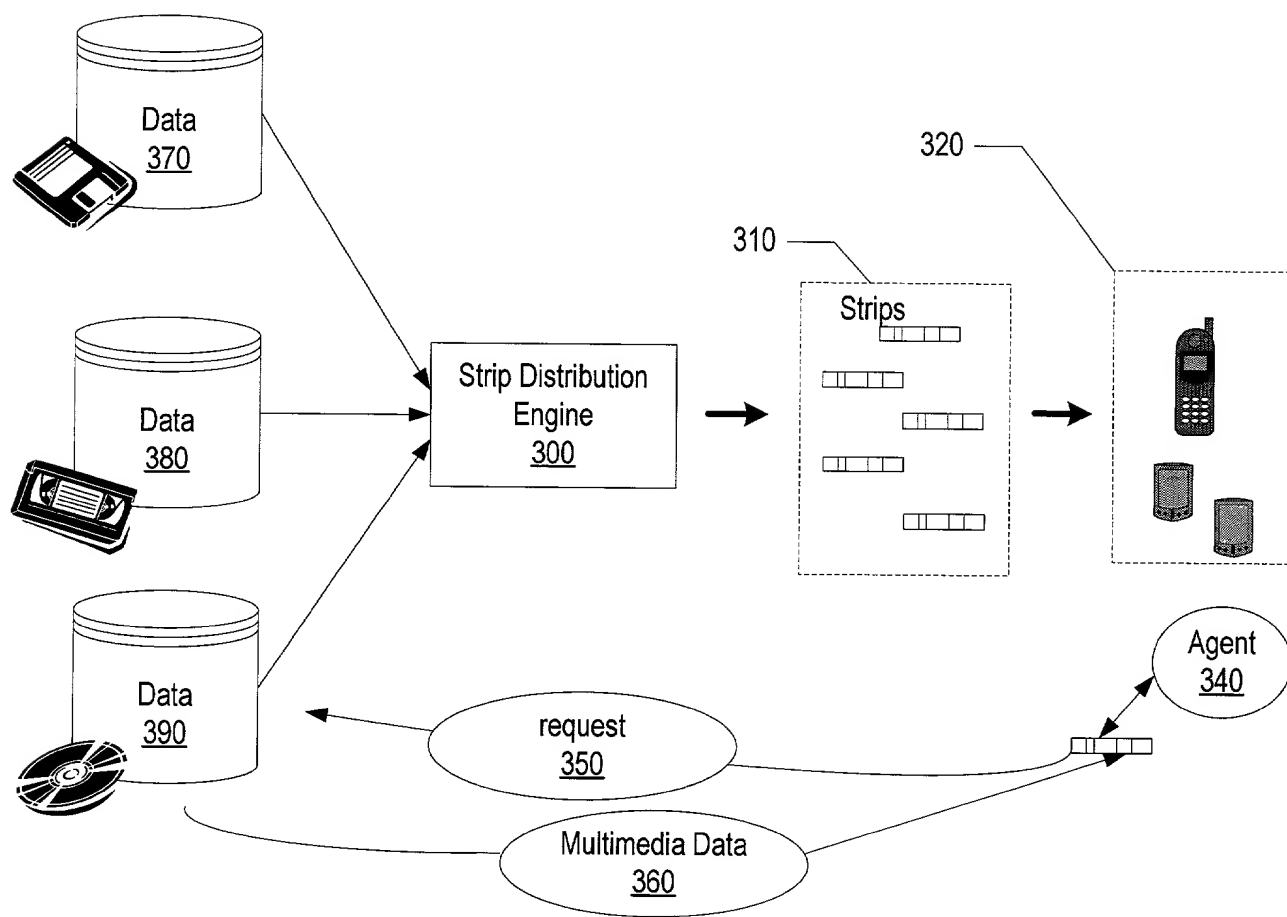 Data
370
320
310
Strips
Strip Distribution
Engine
300
Data
380
Agent
340
Data
390
request
350
Multimedia Data
360